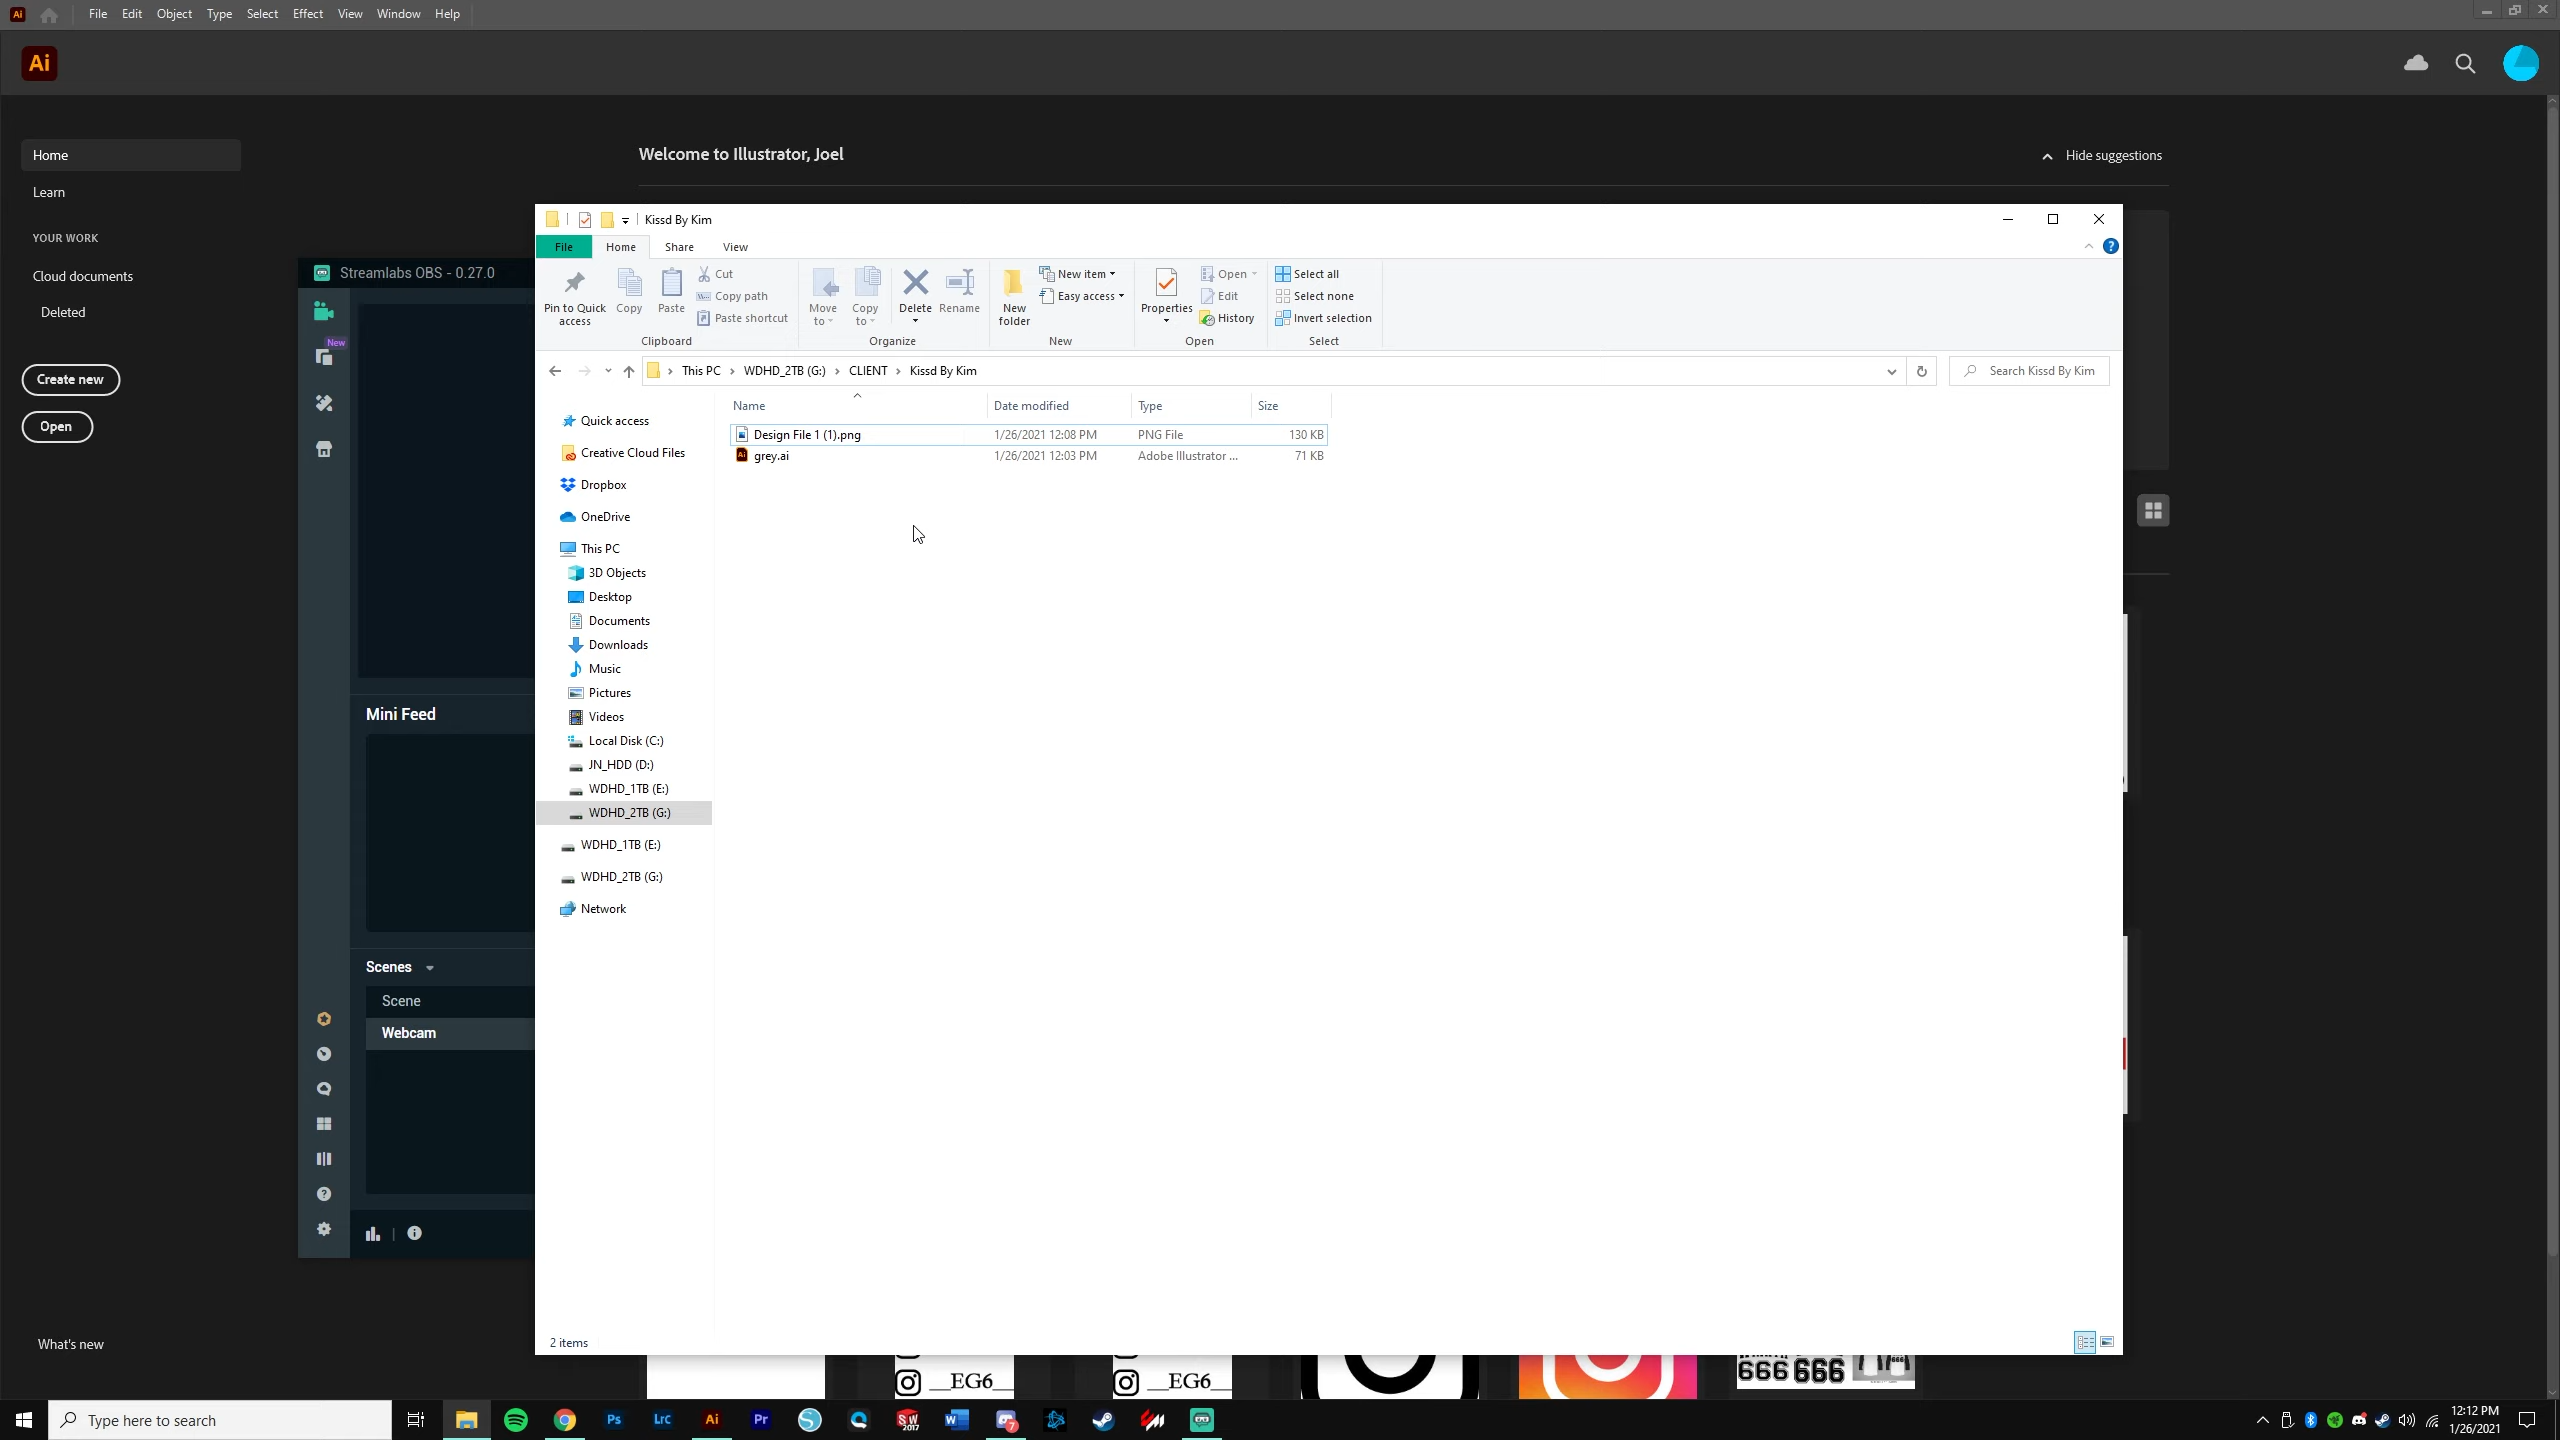 Ai
File Edit Object Type Select Effect View Window Help
Ai
Home
Learn
YOUR WORK
Cloud documents
Deleted
Create new
Open
What's new
Welcome to Illustrator, Joel
Hide suggestions
Streamlabs OBS - 0.27.0
New
Mini Feed
Scenes
Scene
Webcam
Kissd By Kim
File Home Share View
Pin to Quick access
Copy
Paste
Cut
Copy path
Paste shortcut
Clipboard
Move to
Copy to
Delete
Rename
Organize
New folder
New item
Easy access
New
Properties
Open
Edit
History
Open
Select all
Select none
Invert selection
Select
This PC > WDHD_2TB (G:) > CLIENT > Kissd By Kim
Search Kissd By Kim
Name Date modified Type Size
Design File 1 (1).png 1/26/2021 12:08 PM PNG File 130 KB
grey.ai 1/26/2021 12:03 PM Adobe Illustrator ... 71 KB
Quick access
Creative Cloud Files
Dropbox
OneDrive
This PC
3D Objects
Desktop
Documents
Downloads
Music
Pictures
Videos
Local Disk (C:)
JN_HDD (D:)
WDHD_1TB (E:)
WDHD_2TB (G:)
WDHD_1TB (E:)
WDHD_2TB (G:)
Network
2 items
__EG6__
__EG6__
666 666
Type here to search
Ps
LrC
Ai
Pr
SW
2017
7
12:12 PM
1/26/2021